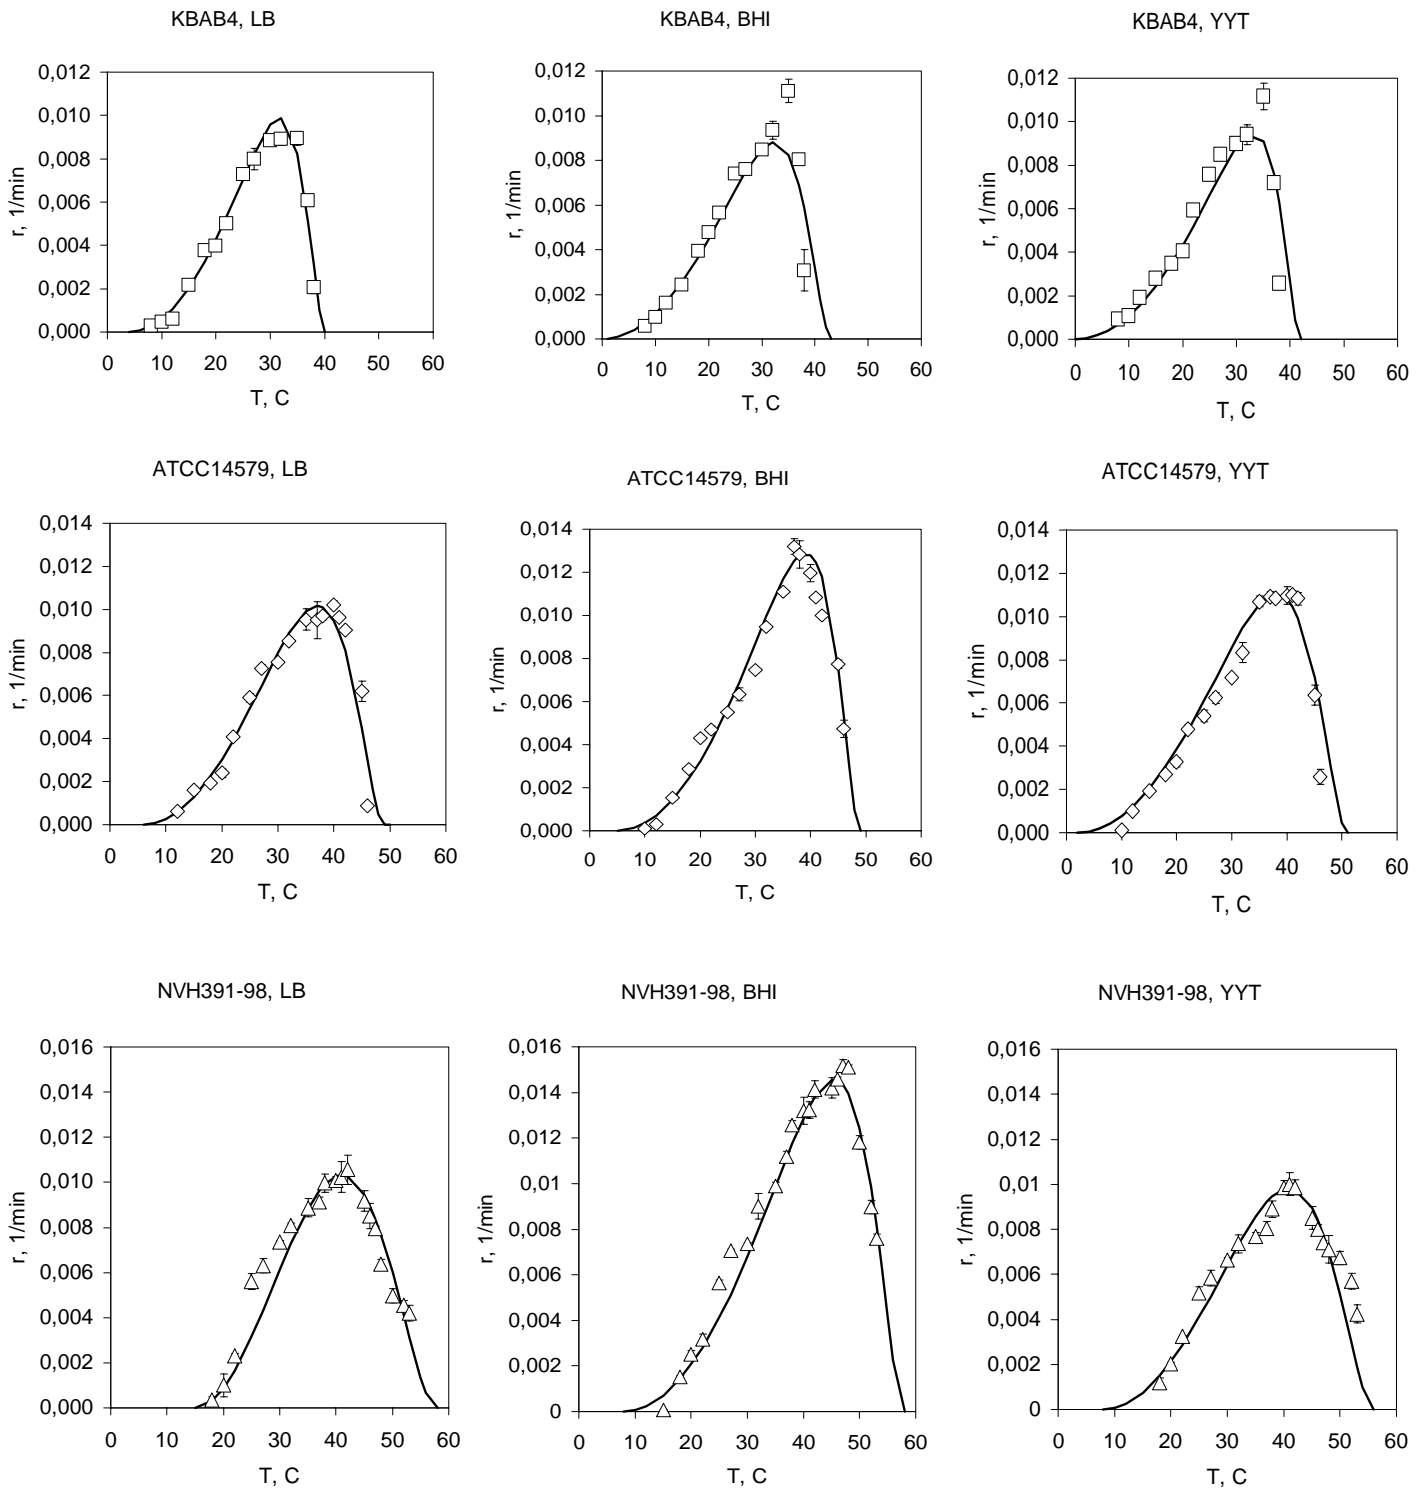 KBAB4, LB
0,012
0,010
0,008
0,006
0,004
0,002
0,000
r, 1/min
0 10 20 30 40 50 60
T, C
KBAB4, BHI
0,012
0,010
0,008
0,006
0,004
0,002
0,000
r, 1/min
0 10 20 30 40 50 60
T, C
KBAB4, YYT
0,012
0,010
0,008
0,006
0,004
0,002
0,000
r, 1/min
0 10 20 30 40 50 60
T, C
ATCC14579, LB
0,014
0,012
0,010
0,008
0,006
0,004
0,002
0,000
r, 1/min
0 10 20 30 40 50 60
T, C
ATCC14579, BHI
0,014
0,012
0,010
0,008
0,006
0,004
0,002
0,000
r, 1/min
0 10 20 30 40 50 60
T, C
ATCC14579, YYT
0,014
0,012
0,010
0,008
0,006
0,004
0,002
0,000
r, 1/min
0 10 20 30 40 50 60
T, C
NVH391-98, LB
0,016
0,014
0,012
0,010
0,008
0,006
0,004
0,002
0,000
r, 1/min
0 10 20 30 40 50 60
T, C
NVH391-98, BHI
0,016
0,014
0,012
0,01
0,008
0,006
0,004
0,002
0
r, 1/min
0 10 20 30 40 50 60
T, C
NVH391-98, YYT
0,016
0,014
0,012
0,01
0,008
0,006
0,004
0,002
0
r, 1/min
0 10 20 30 40 50 60
T, C